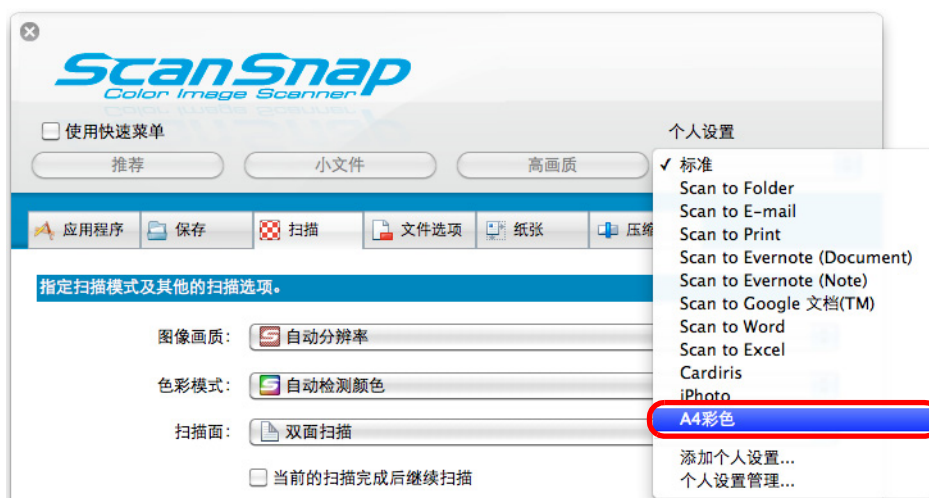 ScanSnap
Color Image Scanner
使用快速菜单
个人设置
推荐
小文件
高画质
✓ 标准
Scan to Folder
Scan to E-mail
Scan to Print
Scan to Evernote (Document)
Scan to Evernote (Note)
Scan to Google 文档(TM)
Scan to Word
Scan to Excel
Cardiris
iPhoto
A4彩色
添加个人设置...
个人设置管理...
应用程序
保存
扫描
文件选项
纸张
压缩
指定扫描模式及其他的扫描选项。
图像画质:
自动分辨率
色彩模式:
自动检测颜色
扫描面:
双面扫描
当前的扫描完成后继续扫描